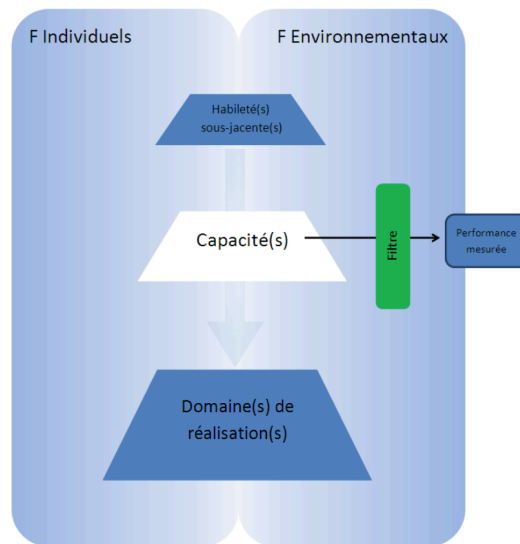 F Individuels
F Environnementaux
Habileté(s)
sous-jacente(s)
Capacité(s)
Filtre
Performance
mesurée
Domaine(s) de
réalisation(s)